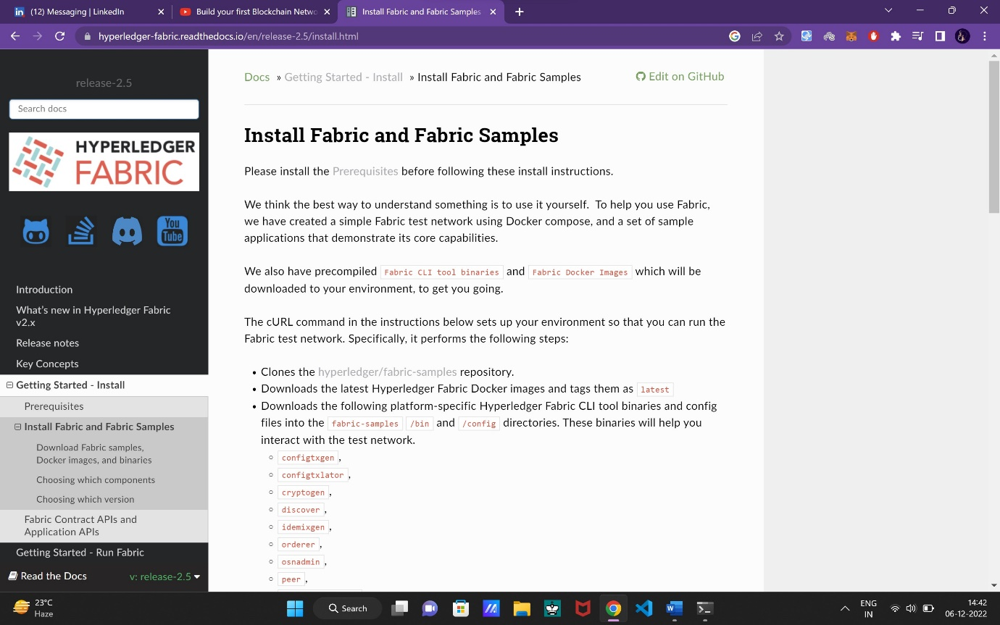 (12) Messaging | LinkedIn
Build your first Blockchain Netwo
Install Fabric and Fabric Samples
hyperledger-fabric.readthedocs.io/en/release-2.5/install.html
release-2.5
Search docs
HYPERLEDGER
FABRIC
You
Tube
Introduction
What's new in Hyperledger Fabric
v2.x
Release notes
Key Concepts
Getting Started - Install
Prerequisites
Install Fabric and Fabric Samples
Download Fabric samples,
Docker images, and binaries
Choosing which components
Choosing which version
Fabric Contract APIs and
Application APIs
Getting Started - Run Fabric
Read the Docs
v: release-2.5
Docs » Getting Started - Install » Install Fabric and Fabric Samples
Edit on GitHub
Install Fabric and Fabric Samples
Please install the Prerequisites before following these install instructions.
We think the best way to understand something is to use it yourself. To help you use Fabric,
we have created a simple Fabric test network using Docker compose, and a set of sample
applications that demonstrate its core capabilities.
We also have precompiled Fabric CLI tool binaries and Fabric Docker Images which will be
downloaded to your environment, to get you going.
The cURL command in the instructions below sets up your environment so that you can run the
Fabric test network. Specifically, it performs the following steps:
• Clones the hyperledger/fabric-samples repository.
• Downloads the latest Hyperledger Fabric Docker images and tags them as latest
• Downloads the following platform-specific Hyperledger Fabric CLI tool binaries and config
files into the fabric-samples /bin and /config directories. These binaries will help you
interact with the test network.
◦ configtxgen,
◦ configtxlator,
◦ cryptogen,
◦ discover,
◦ idemixgen,
◦ orderer,
◦ osnadmin,
◦ peer,
23°C
Haze
Search
ENG
IN
14:42
06-12-2022